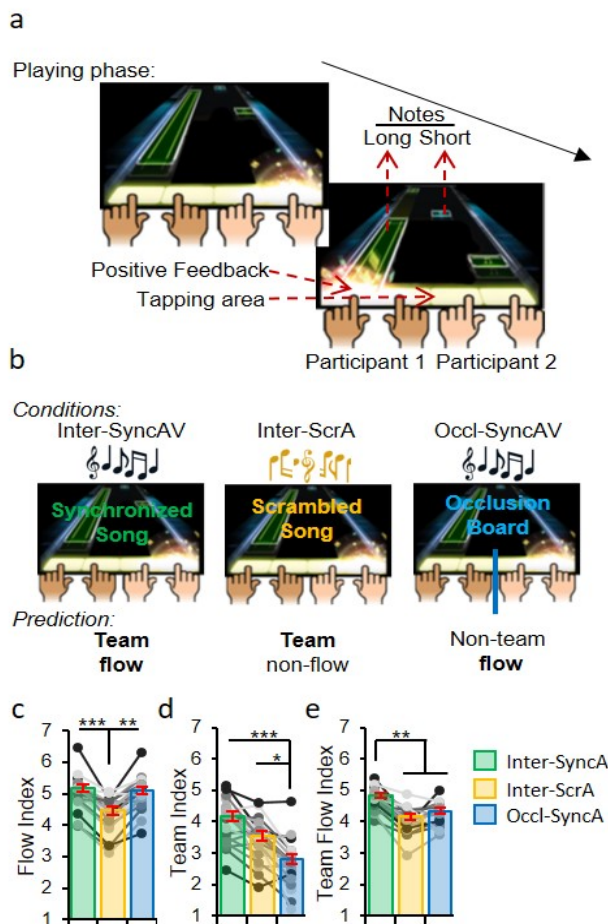 a
Playing phase:
Notes
Long Short
Positive Feedback
Tapping area
Participant 1 Participant 2
b
Conditions:
Inter-SyncAV Inter-ScrA Occl-SyncAV
Synchronized Song
Scrambled Song
Occlusion Board
Prediction:
Team flow
Team non-flow
Non-team flow
c
Flow Index
7
6
5
4
3
2
1
*** **
d
Team Index
7
6
5
4
3
2
1
***
*
e
Team Flow Index
7
6
5
4
3
2
1
**
Inter-SyncA
Inter-ScrA
Occl-SyncA